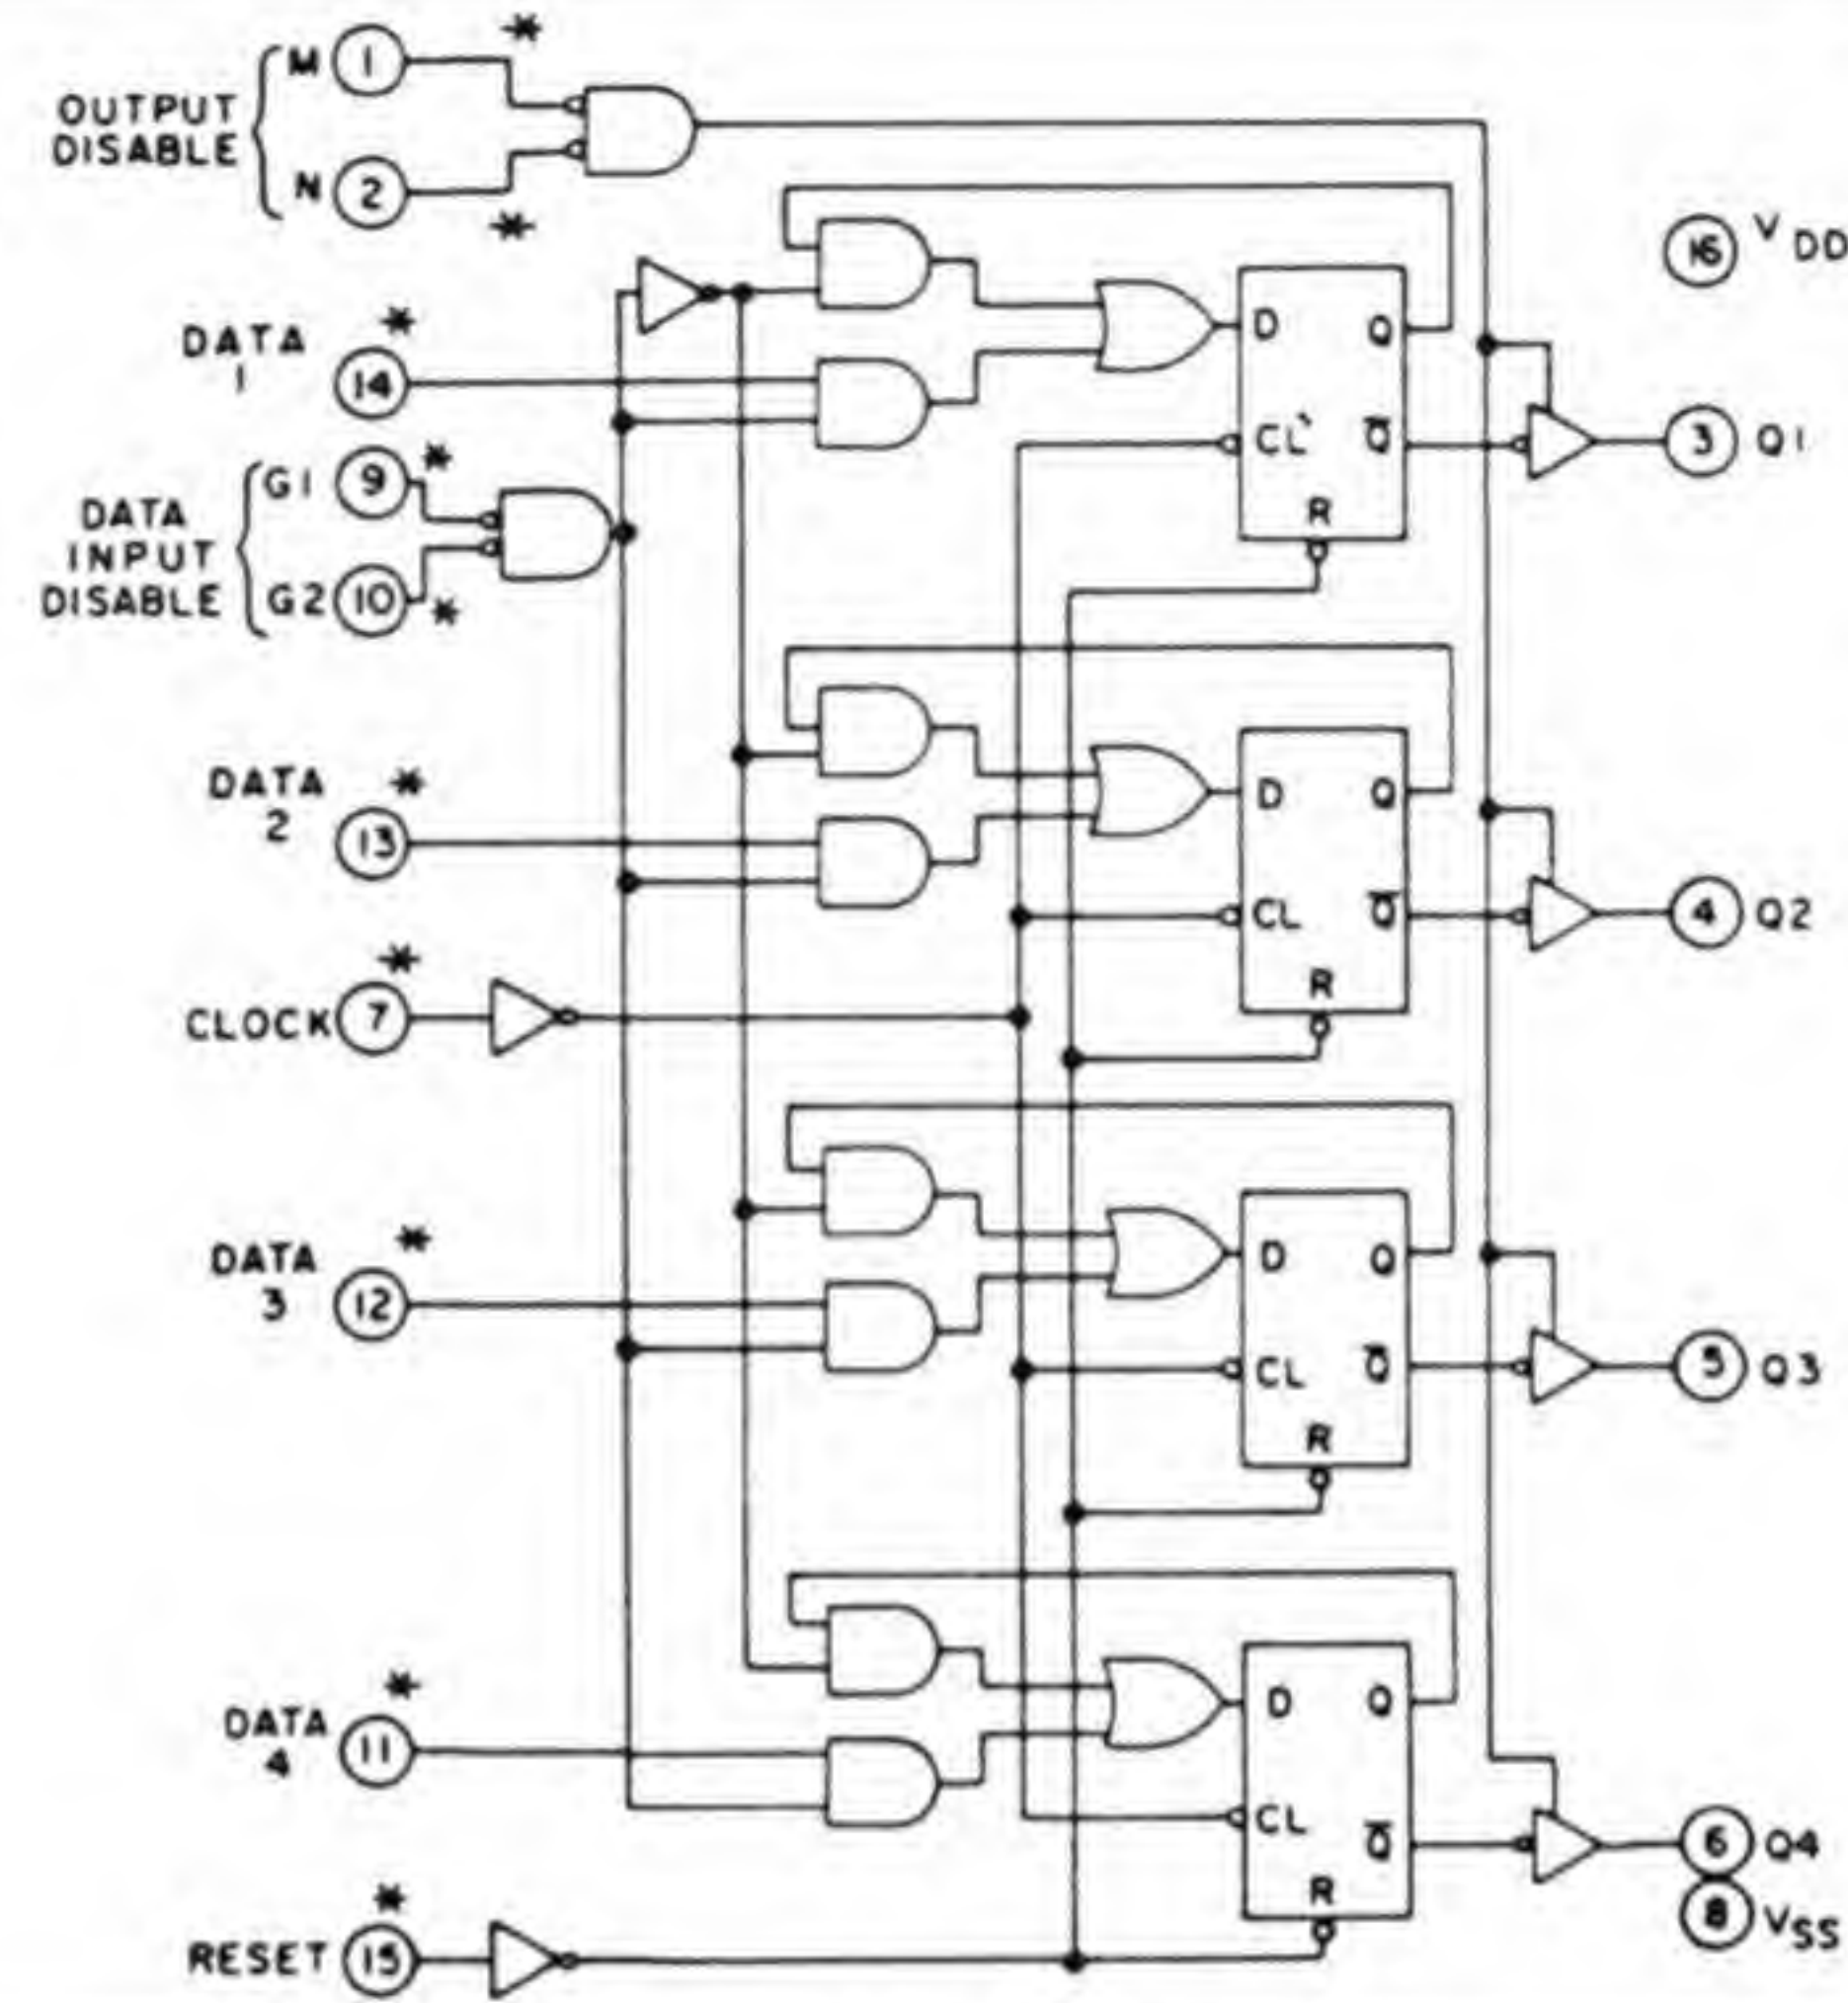 M 1 *
OUTPUT
DISABLE
N 2
*
16 VDD
DATA *
1
14
D Q
CL Q̅
R
3 Q1
G1 9 *
DATA
INPUT
DISABLE
G2 10 *
DATA *
2
13
D Q
CL Q̅
R
4 Q2
*
CLOCK 7
DATA *
3
12
D Q
CL Q̅
R
5 Q3
DATA *
4
11
D Q
CL Q̅
R
6 Q4
8 VSS
*
RESET 15